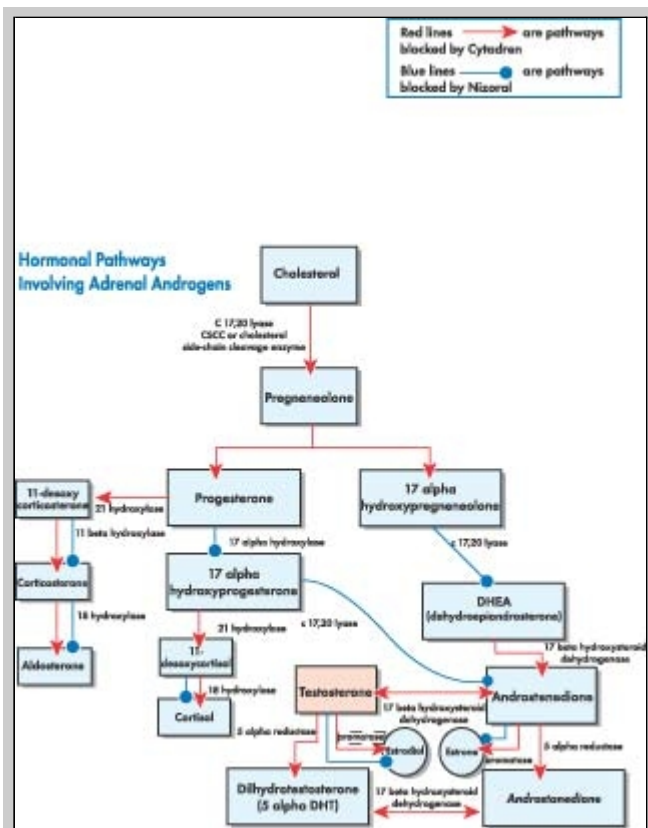 Red lines are pathways
blocked by Cytadren
Blue lines are pathways
blocked by Nizoral
Hormonal Pathways
Involving Adrenal Androgens
Cholesterol
C 17,20 lyase
CSCC or cholesterol
side-chain cleavage enzyme
Pregnenolone
11-deoxy
corticosterone
21 hydroxylase
Progesterone
17 alpha
hydroxypregnenolone
11 beta hydroxylase
17 alpha hydroxylase
c 17,20 lyase
Corticosterone
17 alpha
hydroxyprogesterone
DHEA
(dehydroepiandrosterone)
18 hydroxylase
21 hydroxylase
c 17,20 lyase
17 beta hydroxysteroid
dehydrogenase
Aldosterone
11-
deoxycortisol
18 hydroxylase
Testosterone
Androstenedione
Cortisol
17 beta hydroxysteroid
dehydrogenase
5 alpha reductase
Estradiol
Estrone
5 alpha reductase
Dilhydrotestosterone
(5 alpha DHT)
17 beta hydroxysteroid
dehydrogenase
Androstanedione